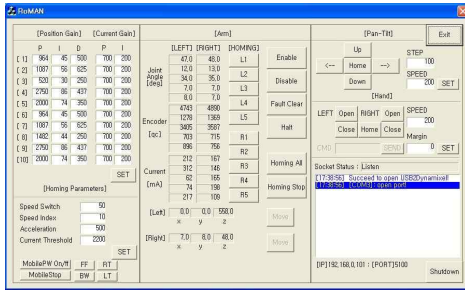 RoMAN
[Position Gain] [Current Gain]
P I D P I
[ 1] 964 45 500 700 200
[ 2] 1087 56 625 700 200
[ 3] 520 30 250 700 200
[ 4] 2750 86 437 700 200
[ 5] 2000 74 350 700 200
[ 6] 964 45 500 700 200
[ 7] 1087 56 625 700 200
[ 8] 1482 44 250 700 200
[ 9] 2750 86 437 700 200
[10] 2000 74 350 700 200
SET
[Homing Parameters]
Speed Switch 50
Speed Index 10
Acceleration 500
Current Threshold 2200
SET
MobilePW On/ff FF RT
MobileStop BW LT
[Arm]
[LEFT] [RIGHT] [HOMING]
Joint Angle [deg]
47,0 48,0
12,0 13,0
34,0 35,0
7,0 7,0
8,0 7,0
Encoder [qc]
4743 4890
1278 1369
3405 3587
703 715
896 756
Current [mA]
212 167
312 146
62 165
74 198
217 109
L1
L2
L3
L4
L5
R1
R2
R3
R4
R5
Enable
Disable
Fault Clear
Halt
Homing All
Homing Stop
[Left] 0,0 0,0 558,0 Move
x y z
[Right] 7,0 8,0 48,0 Move
x y z
[Pan-Tilt]
Exit
Up
<-- Home -->
Down
STEP
100
SPEED
200 SET
[Hand]
LEFT Open RIGHT Open SPEED
200
Close Home Close Margin
CMD SEND 0 SET
Socket Status : Listen
[17:38:56] Succeed to open USB2Dynamixel!
[17:38:56] [COM3] : open port!
[IP]192,168,0,101 : [PORT]5100
Shutdown